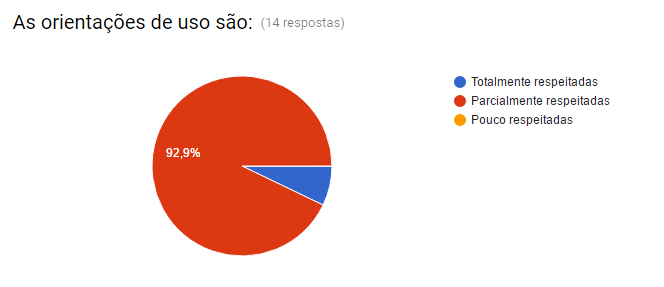 As orientações de uso são: (14 respostas)
Totalmente respeitadas
Parcialmente respeitadas
Pouco respeitadas
92,9%